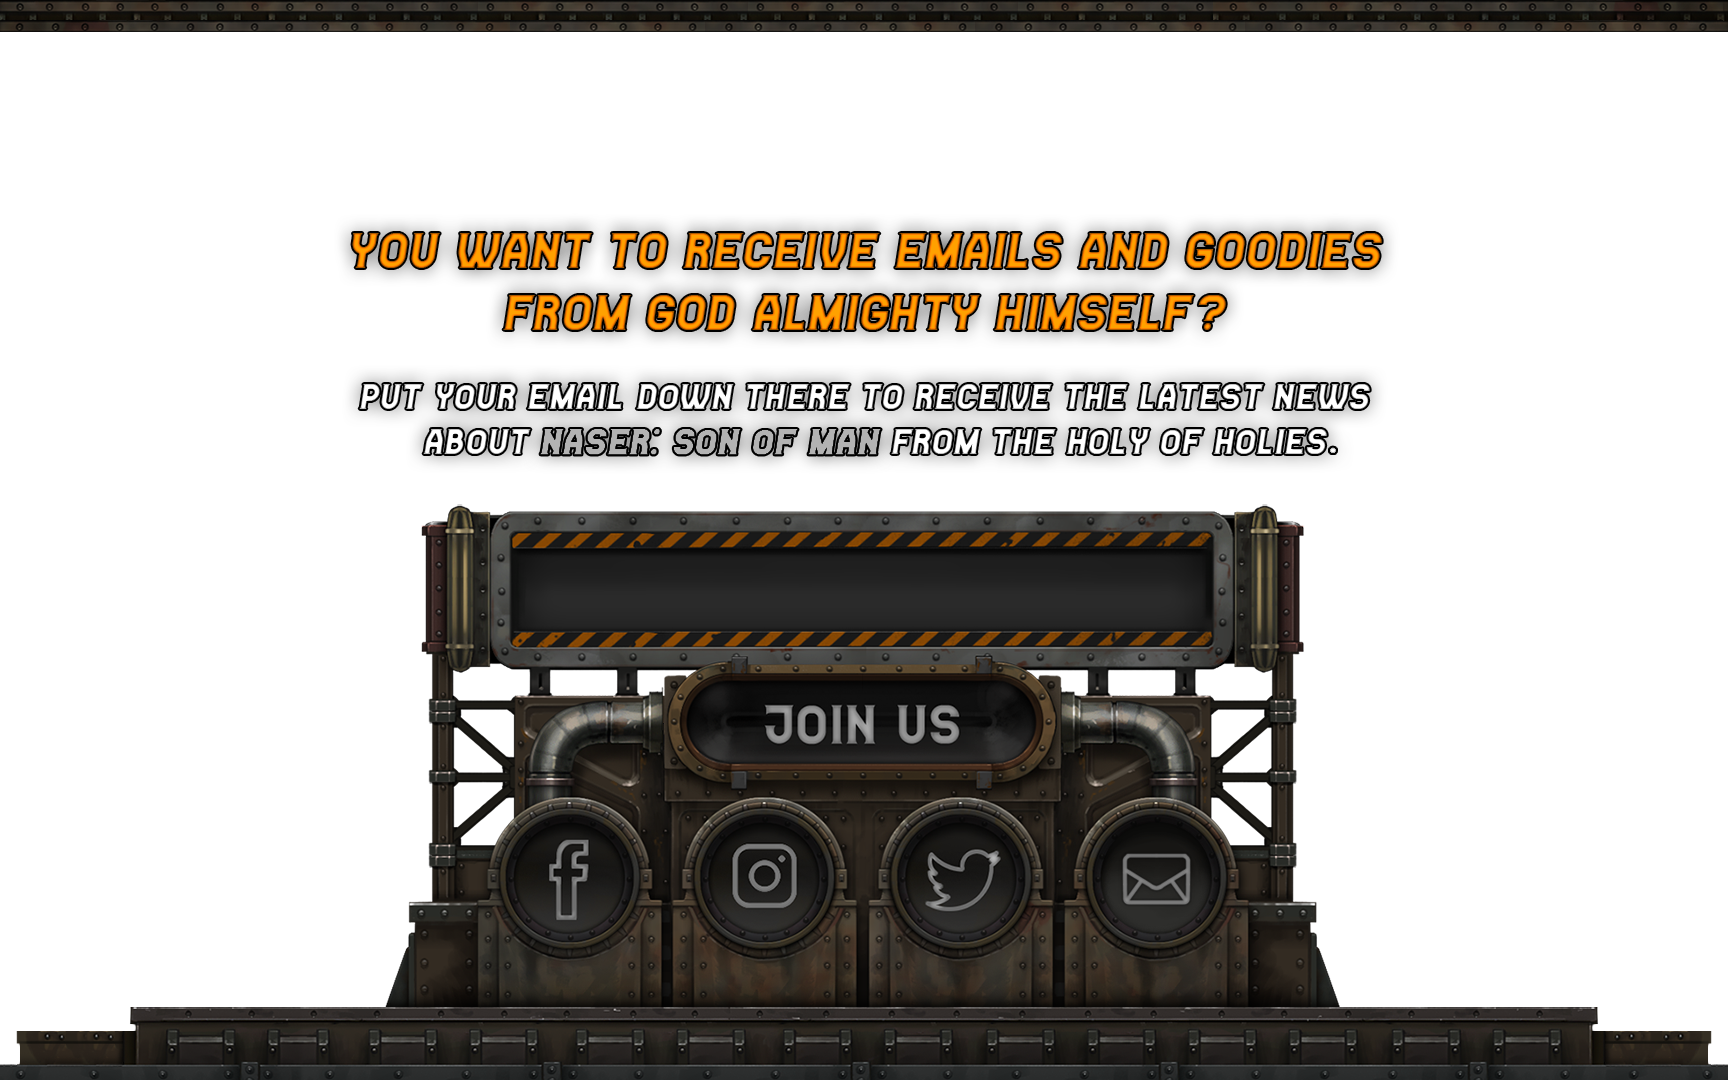 YOU WANT TO RECEIVE EMAILS AND GOODIES
FROM GOD ALMIGHTY HIMSELF?
PUT YOUR EMAIL DOWN THERE TO RECEIVE THE LATEST NEWS
ABOUT NASER: SON OF MAN FROM THE HOLY OF HOLIES.
JOIN US